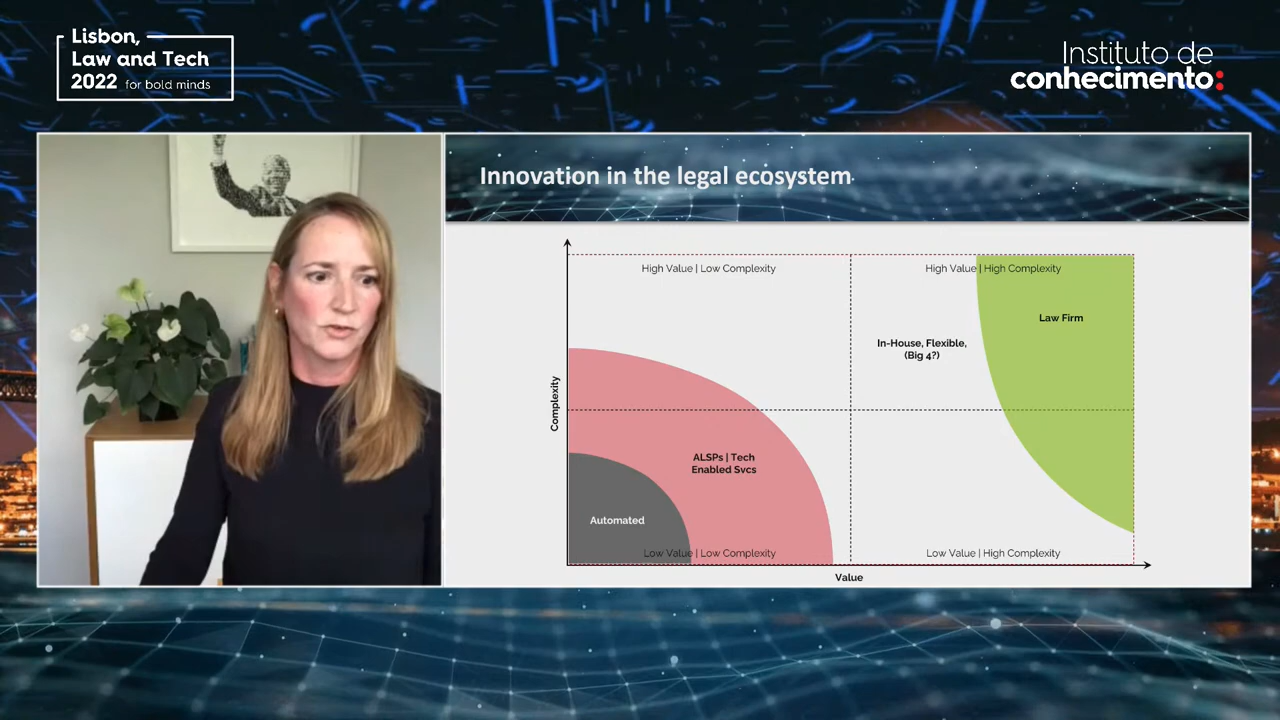 Lisbon,
Law and Tech
2022 for bold minds
Instituto de
conhecimento:
Innovation in the legal ecosystem
High Value | Low Complexity
High Value | High Complexity
Law Firm
In-House, Flexible,
(Big 4?)
Complexity
ALSPs | Tech
Enabled Svcs
Automated
Low Value | Low Complexity
Low Value | High Complexity
Value